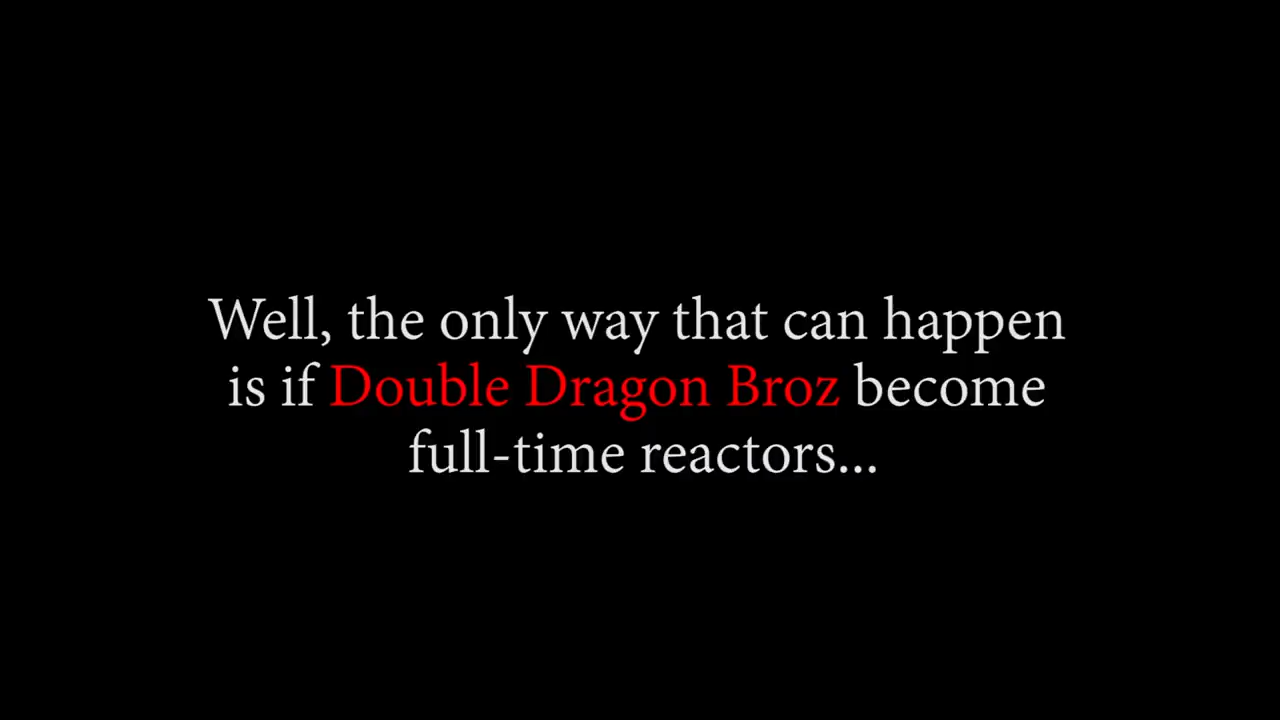 Well, the only way that can happen
is if Double Dragon Broz become
full-time reactors...